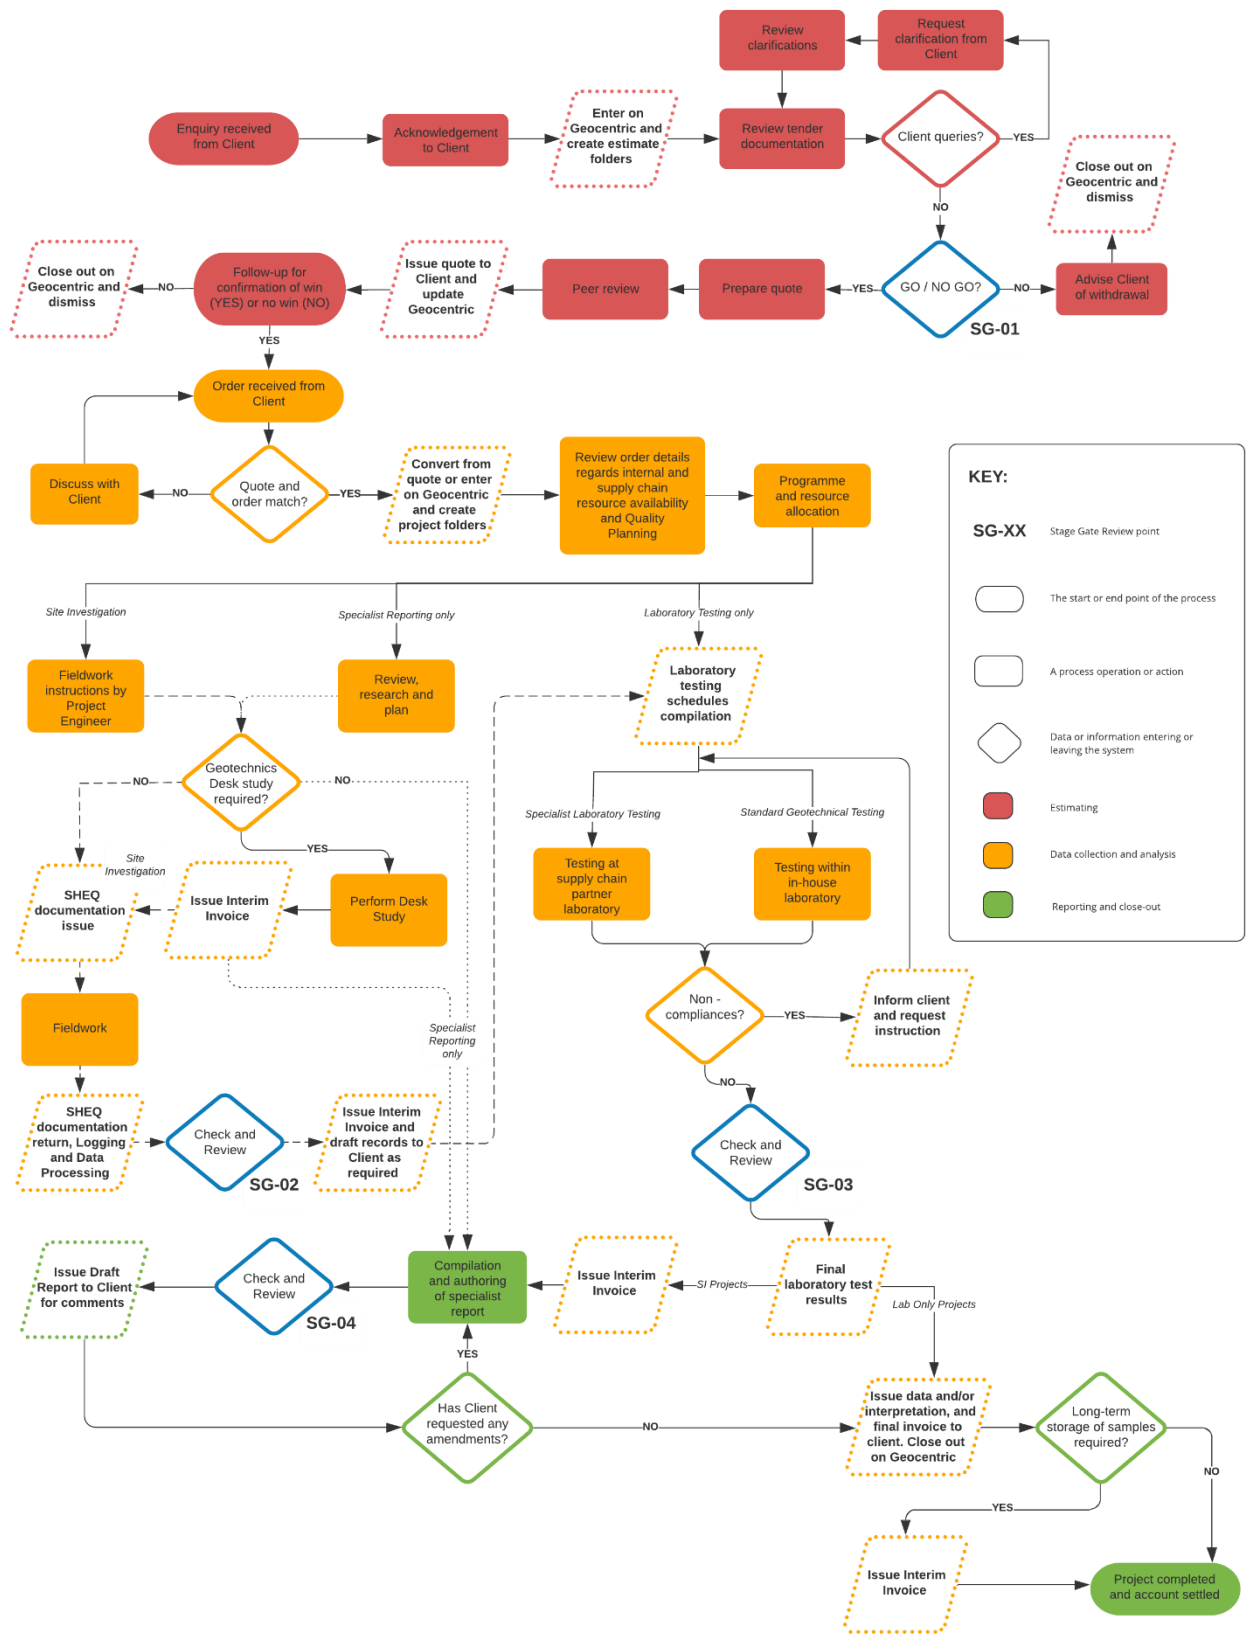 Review
clarifications
Request
clarification from
Client
Enquiry received
from Client
Acknowledgement
to Client
Enter on
Geocentric and
create estimate
folders
Review tender
documentation
Client queries?
YES
NO
Close out on
Geocentric and
dismiss
Close out on
Geocentric and
dismiss
NO
Follow-up for
confirmation of win
(YES) or no win (NO)
Issue quote to
Client and
update
Geocentric
Peer review
Prepare quote
YES
GO / NO GO?
NO
Advise Client
of withdrawal
SG-01
YES
Order received from
Client
Discuss with
Client
NO
Quote and
order match?
YES
Convert from
quote or enter
on Geocentric
and create
project folders
Review order details
regards internal and
supply chain
resource availability
and Quality
Planning
Programme
and resource
allocation
KEY:
SG-XX
Stage Gate Review point
The start or end point of the process
A process operation or action
Data or information entering or
leaving the system
Estimating
Data collection and analysis
Reporting and close-out
Site Investigation
Specialist Reporting only
Laboratory Testing only
Fieldwork
instructions by
Project
Engineer
Review,
research and
plan
Laboratory
testing
schedules
compilation
Geotechnics
Desk study
required?
NO
NO
YES
Specialist Laboratory Testing
Standard Geotechnical Testing
Site
Investigation
SHEQ
documentation
issue
Issue Interim
Invoice
Perform Desk
Study
Testing at
supply chain
partner
laboratory
Testing within
in-house
laboratory
Fieldwork
Specialist
Reporting
only
Non -
compliances?
YES
Inform client
and request
instruction
NO
SHEQ
documentation
return, Logging
and Data
Processing
Check and
Review
SG-02
Issue Interim
Invoice and
draft records to
Client as
required
Check and
Review
SG-03
Issue Draft
Report to Client
for comments
Check and
Review
SG-04
Compilation
and authoring
of specialist
report
Issue Interim
Invoice
SI Projects
Final
laboratory test
results
Lab Only Projects
YES
Has Client
requested any
amendments?
NO
Issue data and/or
interpretation, and
final invoice to
client. Close out
on Geocentric
Long-term
storage of samples
required?
NO
YES
Issue Interim
Invoice
Project completed
and account settled